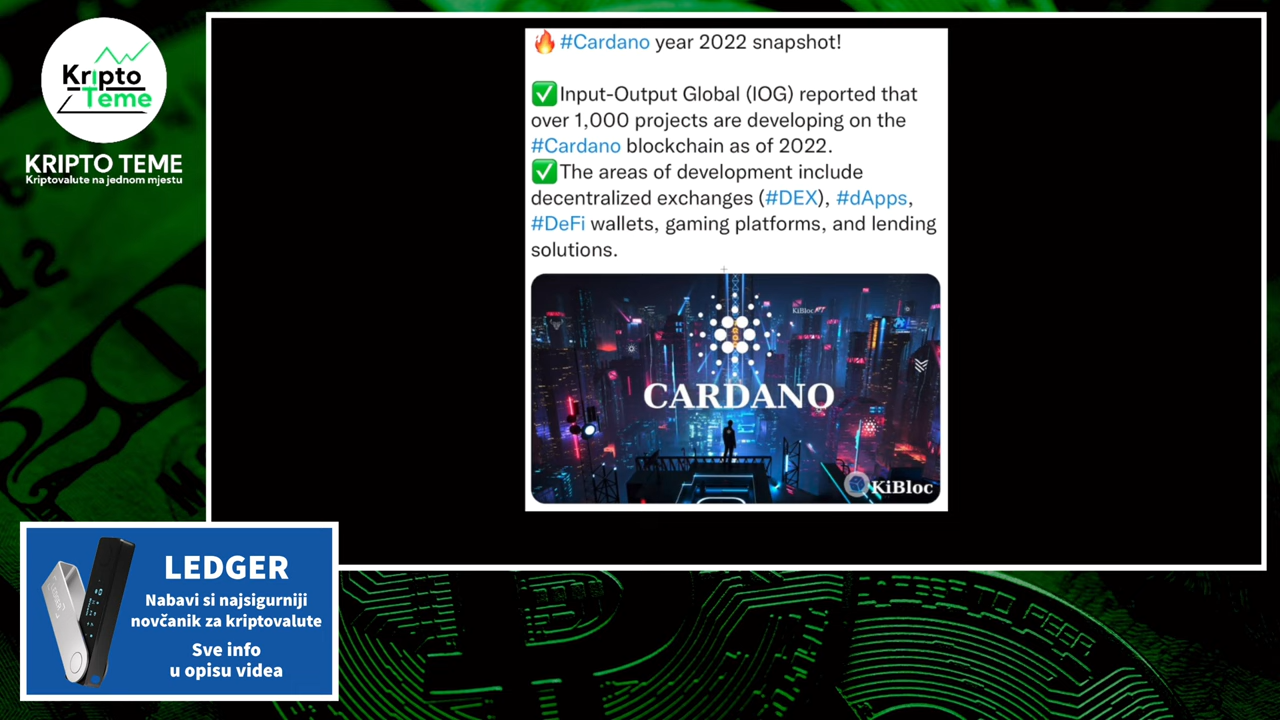 Kripto
Teme
KRIPTO TEME
Kriptovalute na jednom mjestu
🔥 #Cardano year 2022 snapshot!
✅Input-Output Global (IOG) reported that
over 1,000 projects are developing on the
#Cardano blockchain as of 2022.
✅The areas of development include
decentralized exchanges (#DEX), #dApps,
#DeFi wallets, gaming platforms, and lending
solutions.
CARDANO
KiBloc
LEDGER
Nabavi si najsigurniji
novčanik za kriptovalute
Sve info
u opisu videa